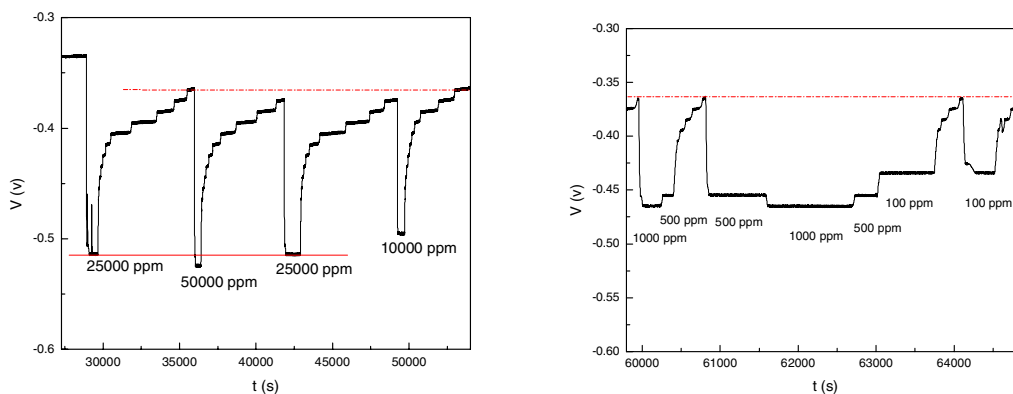 -0.3
-0.4
-0.5
-0.6
V (v)
25000 ppm
50000 ppm
25000 ppm
10000 ppm
30000 35000 40000 45000 50000
t (s)
-0.30
-0.35
-0.40
-0.45
-0.50
-0.55
-0.60
V (v)
1000 ppm
500 ppm
500 ppm
1000 ppm
500 ppm
100 ppm
100 ppm
60000 61000 62000 63000 64000
t (s)